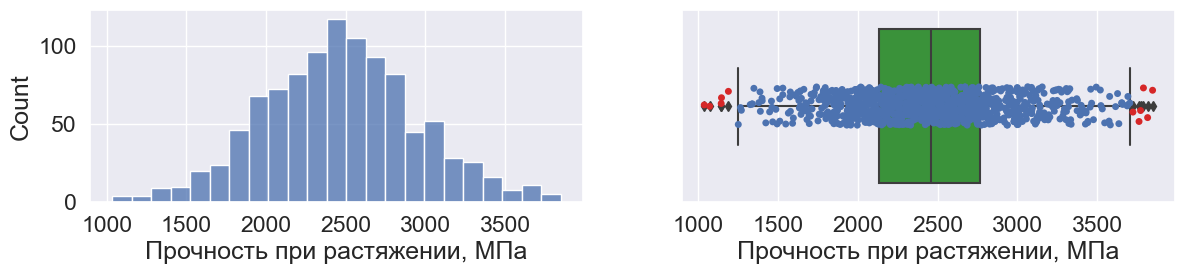 100
50
0
Count
1000 1500 2000 2500 3000 3500
Прочность при растяжении, МПа
1000 1500 2000 2500 3000 3500
Прочность при растяжении, МПа